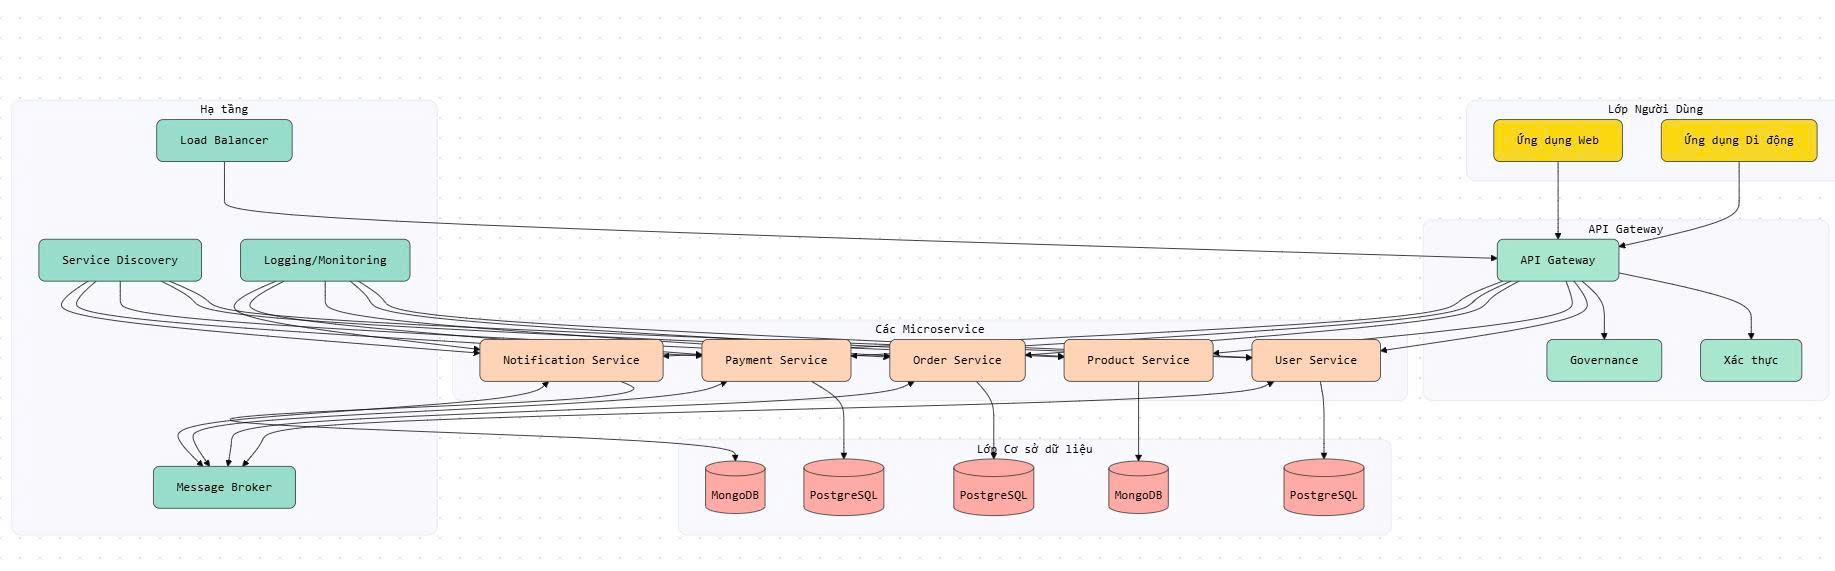 Hạ tầng
Lớp Người Dùng
Load Balancer
Ứng dụng Web
Ứng dụng Di động
API Gateway
Service Discovery
Logging/Monitoring
API Gateway
Các Microservice
Notification Service
Payment Service
Order Service
Product Service
User Service
Governance
Xác thực
Lớp Cơ sở dữ liệu
Message Broker
MongoDB
PostgreSQL
PostgreSQL
MongoDB
PostgreSQL